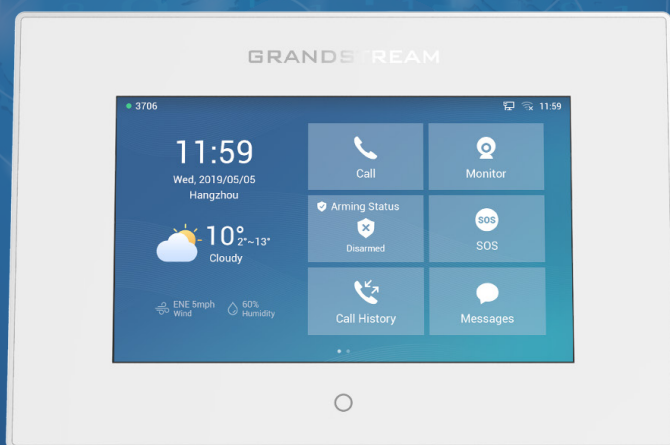 GRANDSTREAM
3706
11:59
11:59
Wed, 2019/05/05
Hangzhou
10°
2°~13°
Cloudy
ENE 5mph
Wind
60%
Humidity
Call
Monitor
Arming Status
Disarmed
SOS
SOS
Call History
Messages